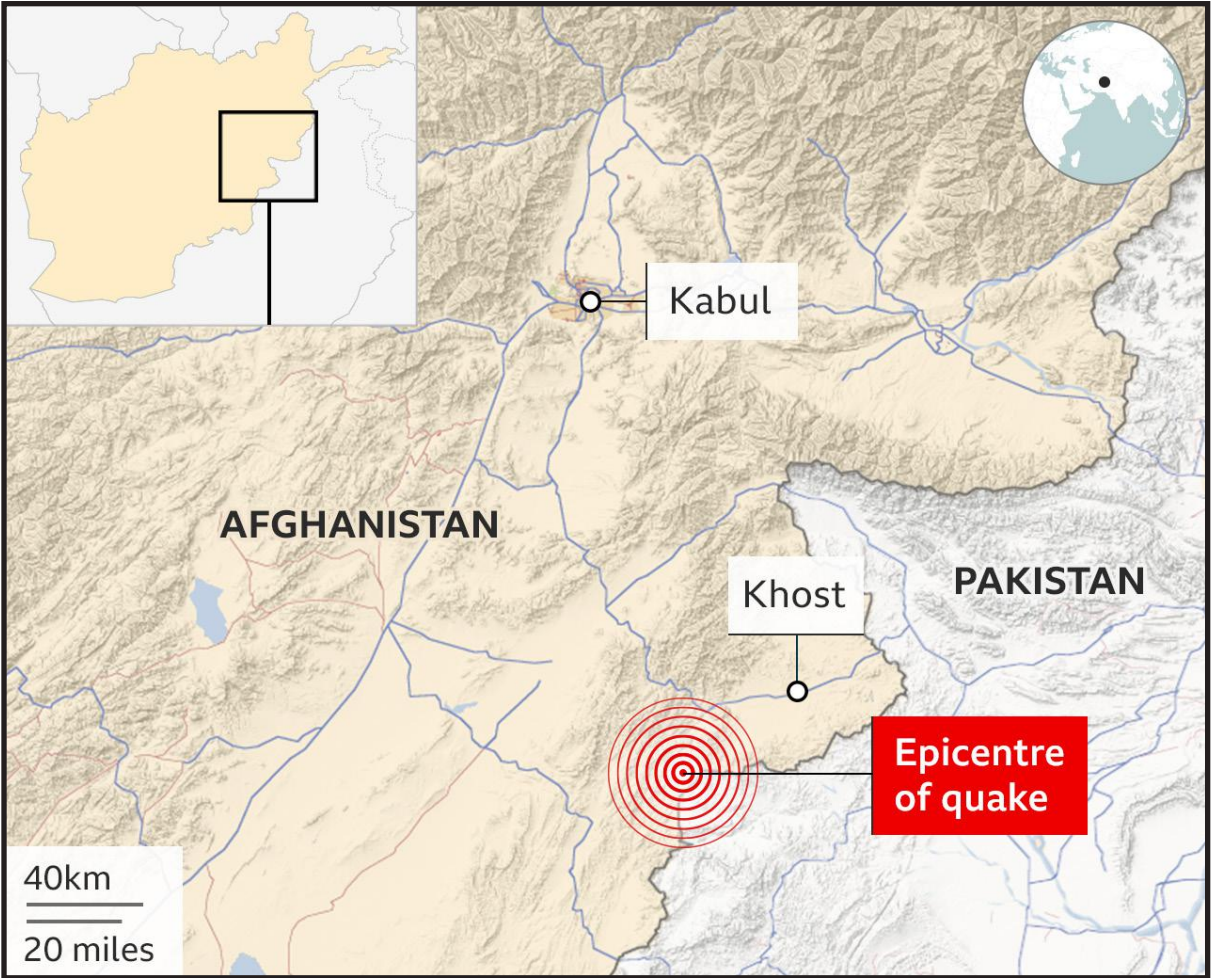 Kabul
AFGHANISTAN
Khost
PAKISTAN
Epicentre
of quake
40km
20 miles